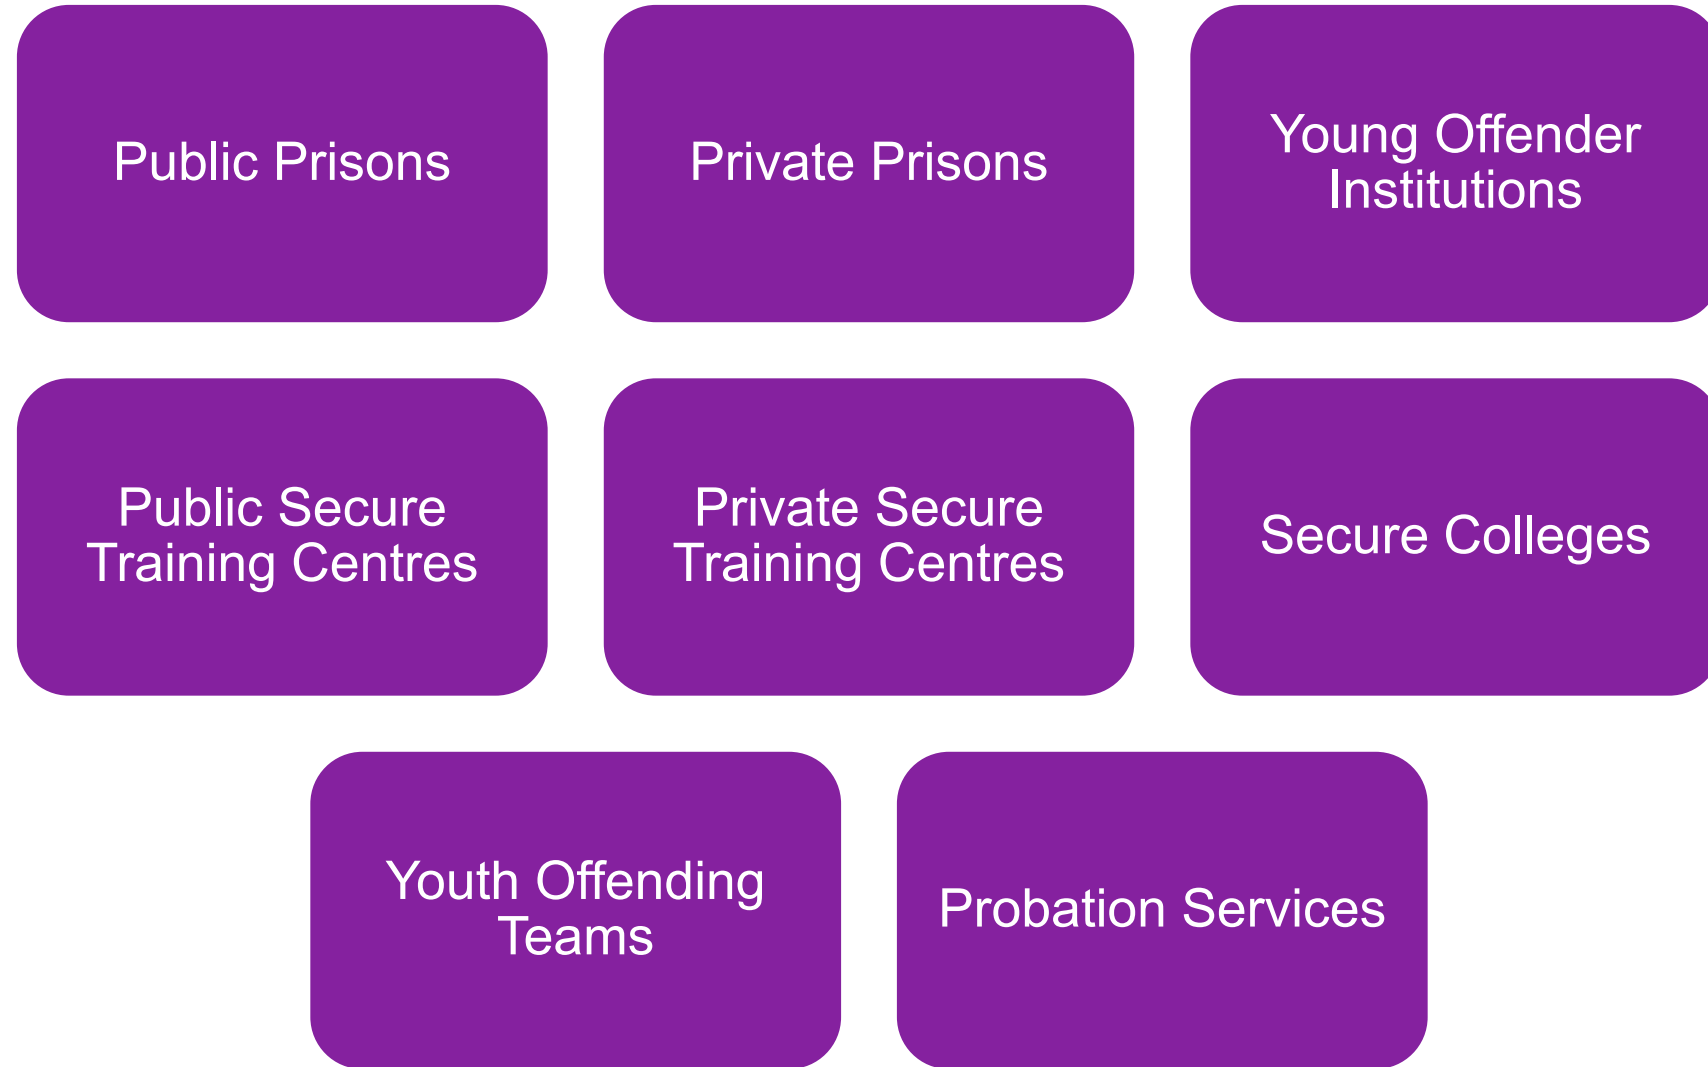 Public Prisons
Private Prisons
Young Offender
Institutions
Public Secure
Training Centres
Private Secure
Training Centres
Secure Colleges
Youth Offending
Teams
Probation Services